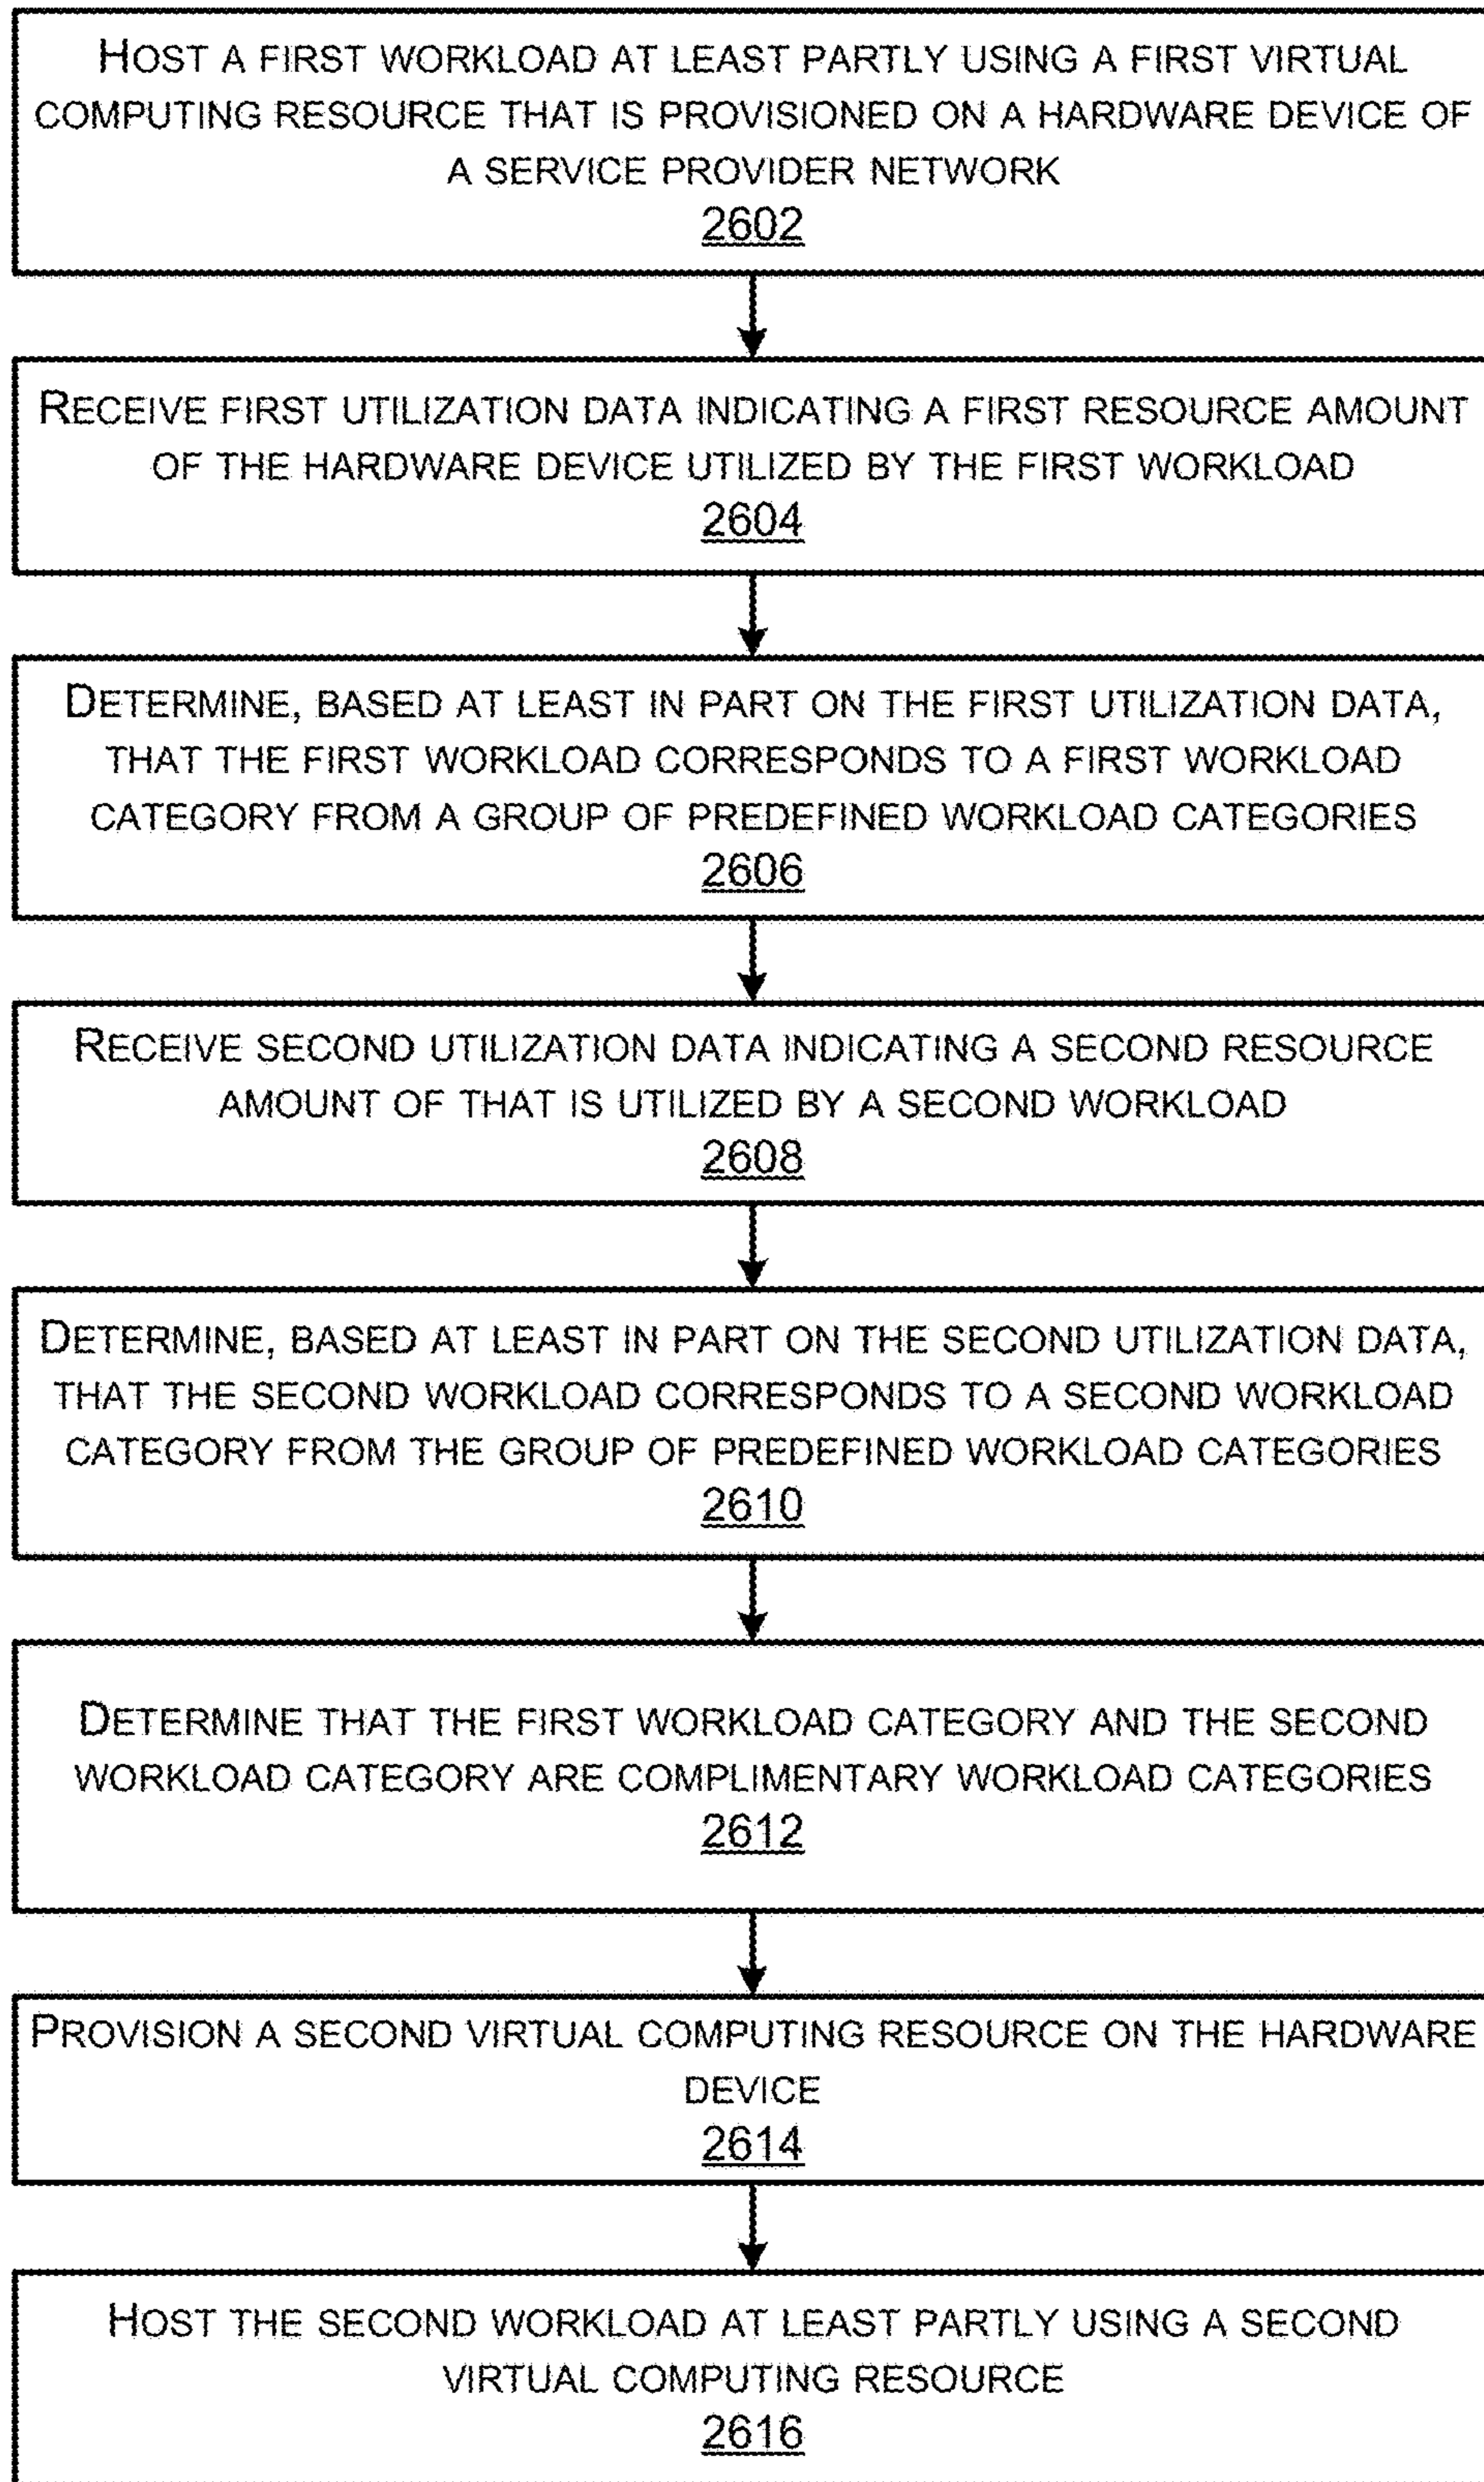 HOST A FIRST WORKLOAD AT LEAST PARTLY USING A FIRST VIRTUAL
COMPUTING RESOURCE THAT IS PROVISIONED ON A HARDWARE DEVICE OF
A SERVICE PROVIDER NETWORK
2602
RECEIVE FIRST UTILIZATION DATA INDICATING A FIRST RESOURCE AMOUNT
OF THE HARDWARE DEVICE UTILIZED BY THE FIRST WORKLOAD
2604
DETERMINE, BASED AT LEAST IN PART ON THE FIRST UTILIZATION DATA,
THAT THE FIRST WORKLOAD CORRESPONDS TO A FIRST WORKLOAD
CATEGORY FROM A GROUP OF PREDEFINED WORKLOAD CATEGORIES
2606
RECEIVE SECOND UTILIZATION DATA INDICATING A SECOND RESOURCE
AMOUNT OF THAT IS UTILIZED BY A SECOND WORKLOAD
2608
DETERMINE, BASED AT LEAST IN PART ON THE SECOND UTILIZATION DATA,
THAT THE SECOND WORKLOAD CORRESPONDS TO A SECOND WORKLOAD
CATEGORY FROM THE GROUP OF PREDEFINED WORKLOAD CATEGORIES
2610
DETERMINE THAT THE FIRST WORKLOAD CATEGORY AND THE SECOND
WORKLOAD CATEGORY ARE COMPLIMENTARY WORKLOAD CATEGORIES
2612
PROVISION A SECOND VIRTUAL COMPUTING RESOURCE ON THE HARDWARE
DEVICE
2614
HOST THE SECOND WORKLOAD AT LEAST PARTLY USING A SECOND
VIRTUAL COMPUTING RESOURCE
2616